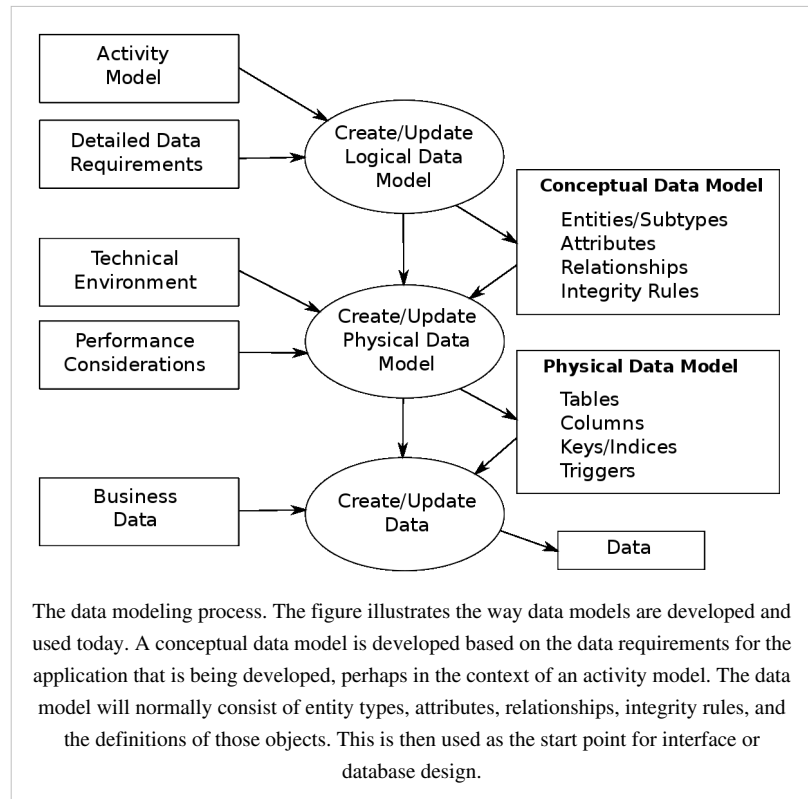 Activity
Model
Detailed Data
Requirements
Create/Update
Logical Data
Model
Conceptual Data Model
Entities/Subtypes
Attributes
Relationships
Integrity Rules
Technical
Environment
Performance
Considerations
Create/Update
Physical Data
Model
Physical Data Model
Tables
Columns
Keys/Indices
Triggers
Business
Data
Create/Update
Data
Data
The data modeling process. The figure illustrates the way data models are developed and
used today. A conceptual data model is developed based on the data requirements for the
application that is being developed, perhaps in the context of an activity model. The data
model will normally consist of entity types, attributes, relationships, integrity rules, and
the definitions of those objects. This is then used as the start point for interface or
database design.